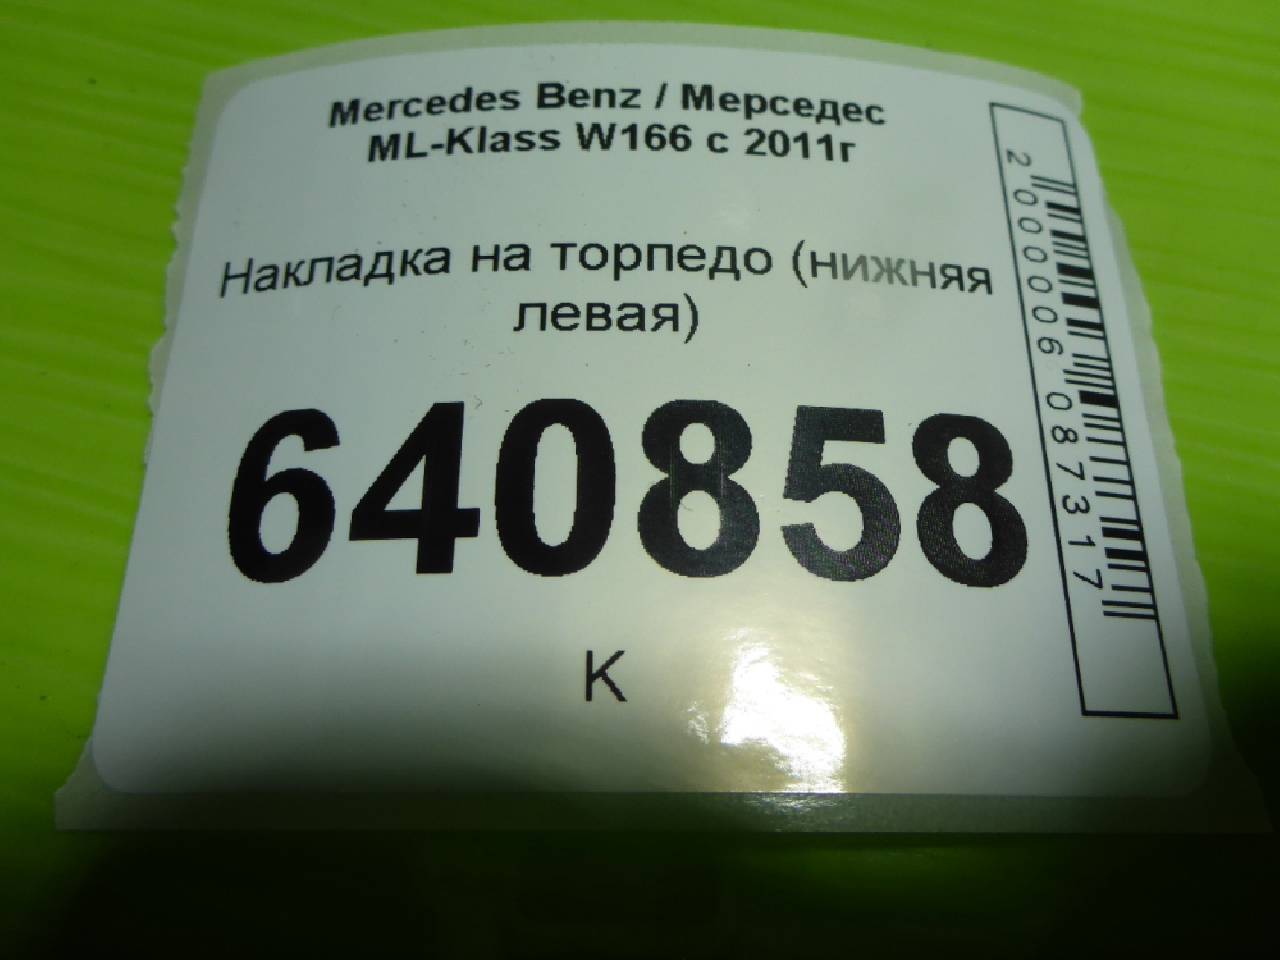 Mercedes Benz / Мерседес
ML-Klass W166 с 2011г
Накладка на торпедо (нижняя
левая)
640858
К
2000006087317